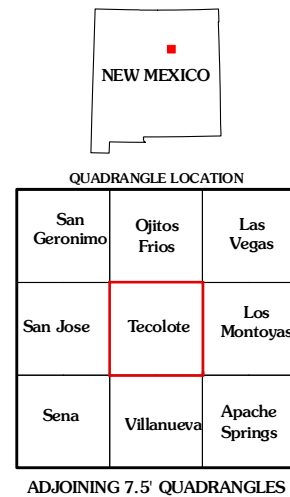 NEW MEXICO
QUADRANGLE LOCATION
San
Geronimo
Ojitos
Frios
Las
Vegas
San Jose
Tecolote
Los
Montoyas
Sena
Villanueva
Apache
Springs
ADJOINING 7.5' QUADRANGLES